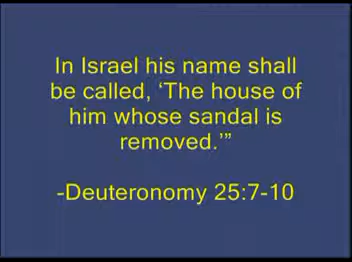 In Israel his name shall
be called, ‘The house of
him whose sandal is
removed.’”
-Deuteronomy 25:7-10